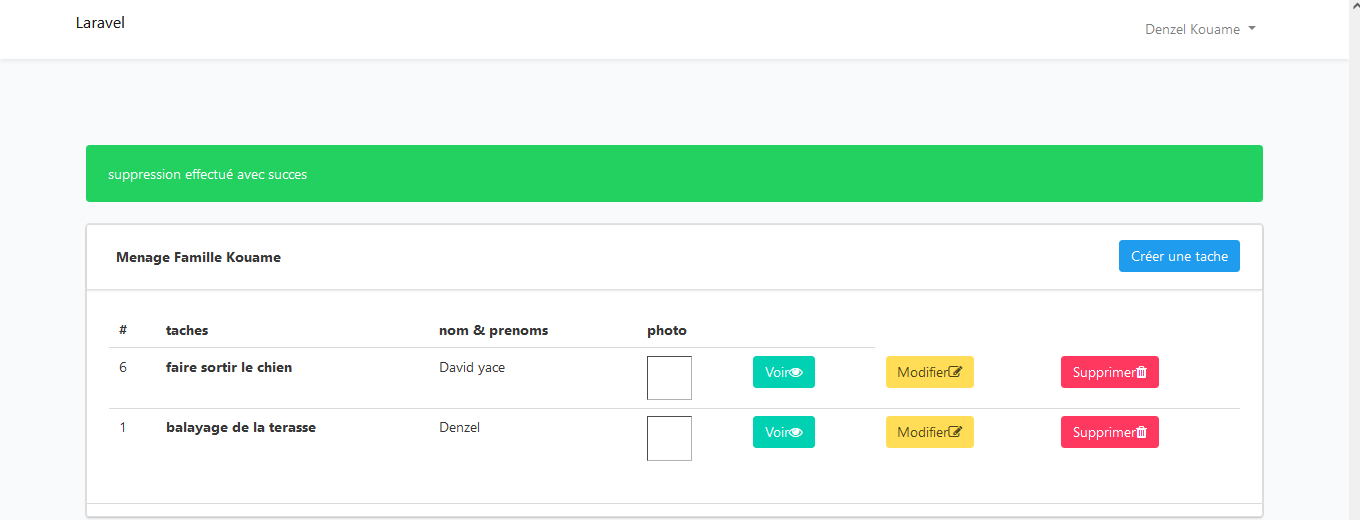 Laravel
Denzel Kouame
suppression effectué avec succes
Menage Famille Kouame
Créer une tache
# taches nom & prenoms photo
6 faire sortir le chien David yace Voir Modifier Supprimer
1 balayage de la terasse Denzel Voir Modifier Supprimer